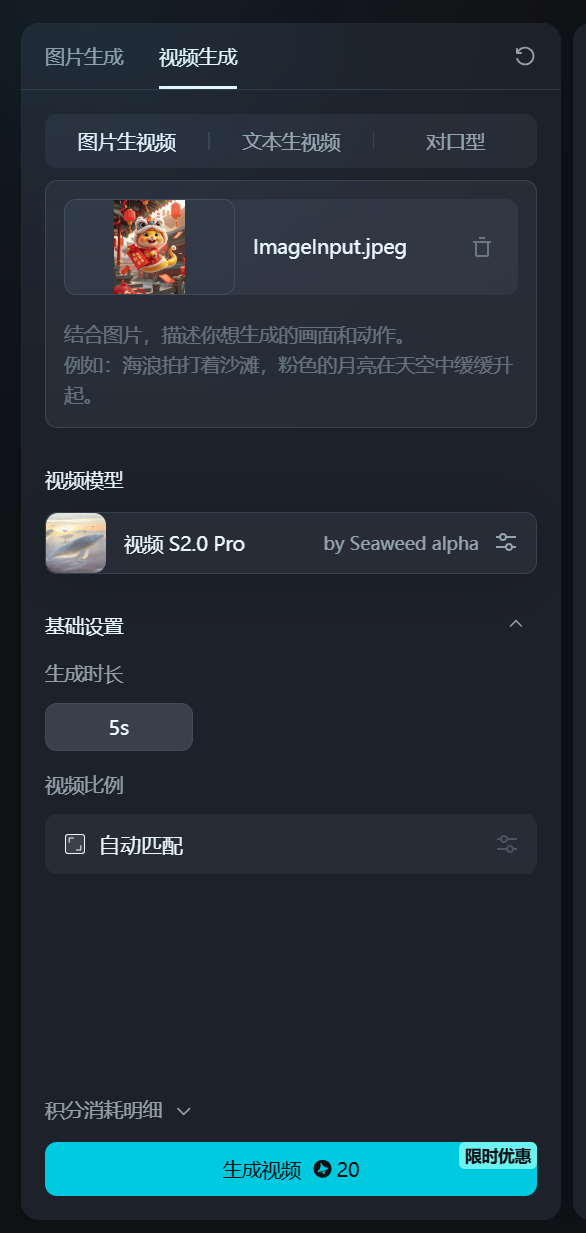 图片生成 视频生成
图片生视频 文本生视频 对口型
ImageInput.jpeg
结合图片，描述你想生成的画面和动作。
例如：海浪拍打着沙滩，粉色的月亮在天空中缓缓升
起。
视频模型
视频 S2.0 Pro by Seaweed alpha
基础设置
生成时长
5s
视频比例
自动匹配
积分消耗明细
限时优惠
生成视频 20